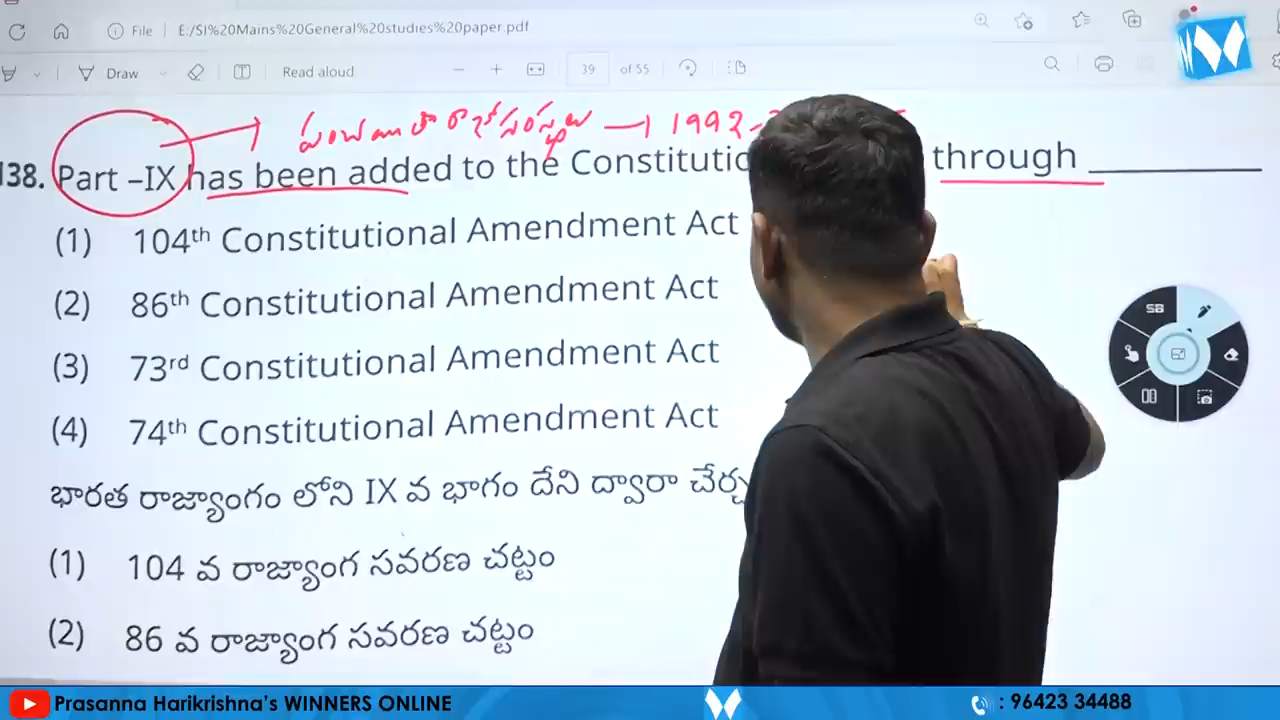 File E:/SI%20Mains%20General%20studies%20paper.pdf
Draw Read aloud 39 of 55
పంచాయతీ రాజ్ సంస్థలు → 1992
138. Part –IX has been added to the through
(1) 104th Constitutional Amendment Act
(2) 86th Constitutional Amendment Act
(3) 73rd Constitutional Amendment Act
(4) 74th Constitutional Amendment Act
భారత రాజ్యాంగం లోని IX వ భాగం దేని ద్వారా
(1) 104 వ రాజ్యాంగ సవరణ చట్టం
(2) 86 వ రాజ్యాంగ సవరణ చట్టం
SB
Prasanna Harikrishna's WINNERS ONLINE : 96423 34488